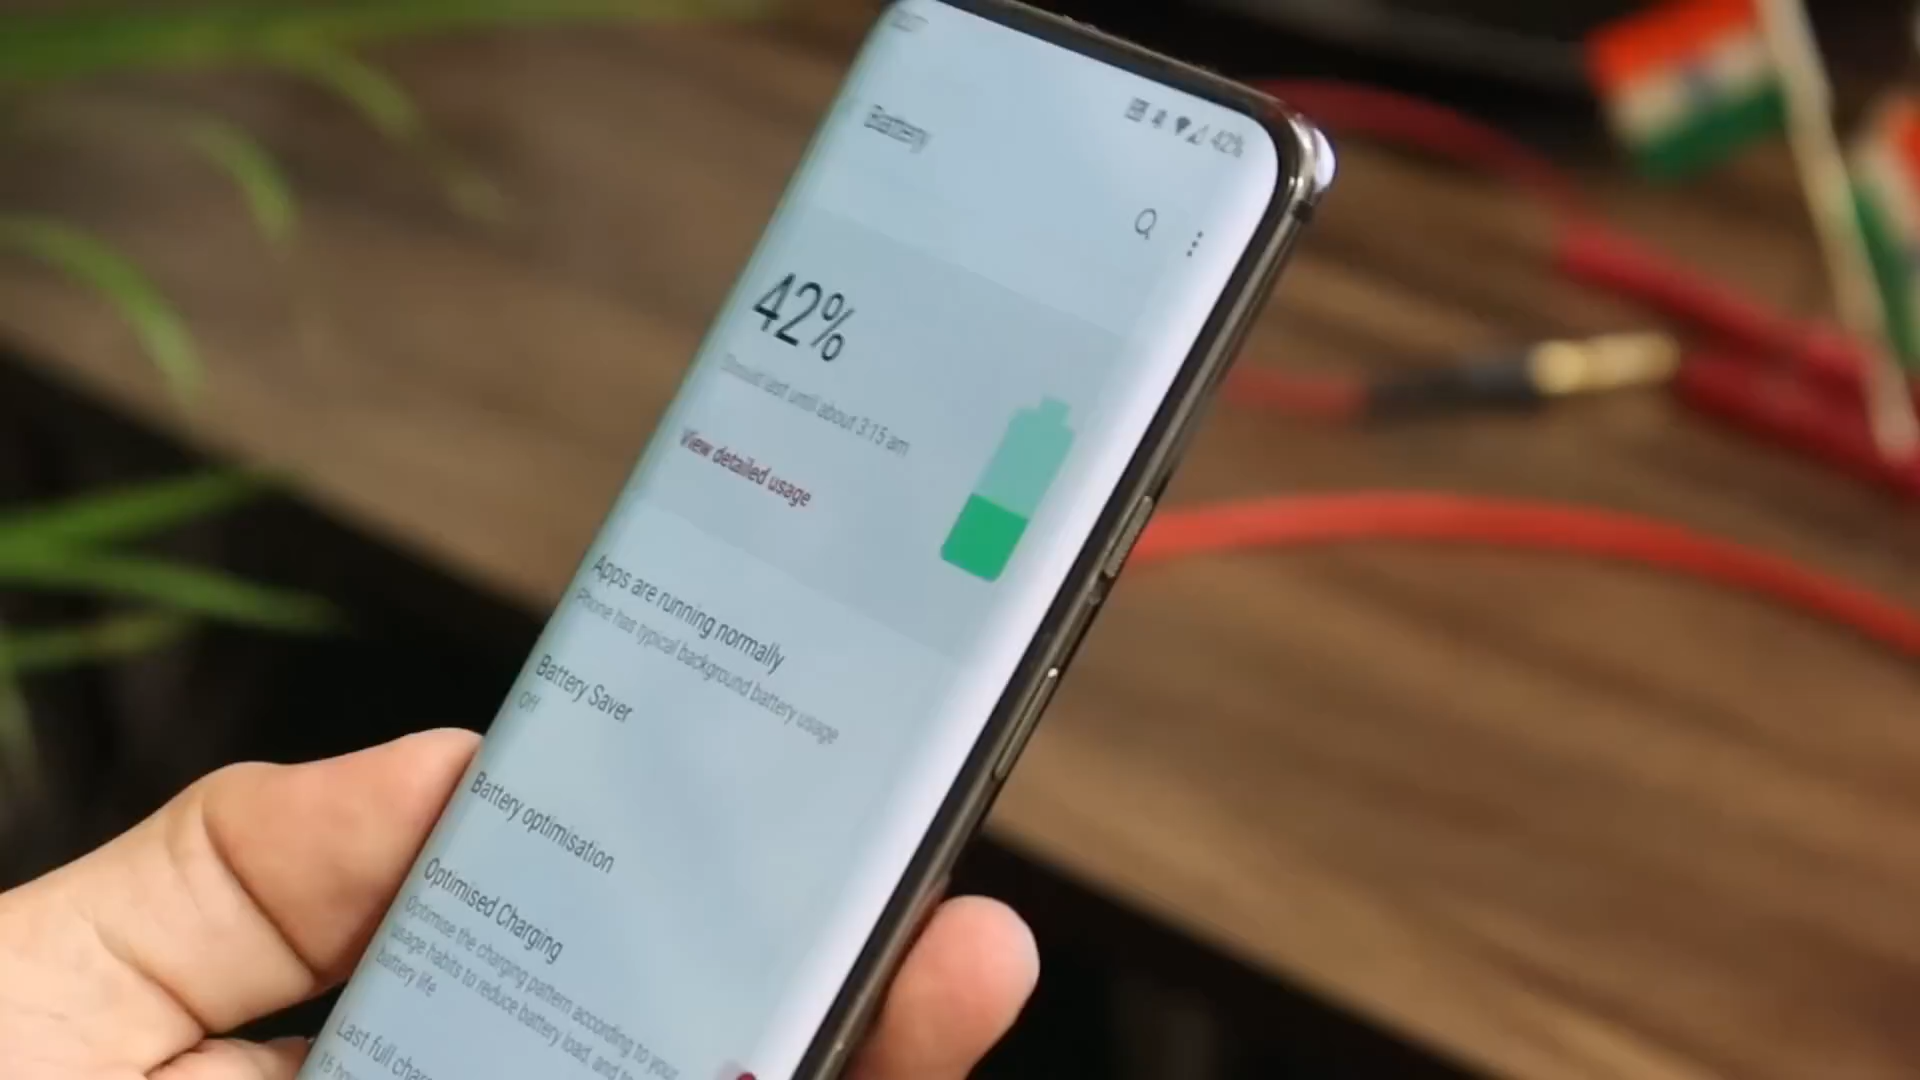 42%
Battery
42%
Should last until about 3:15 am
View detailed usage
Apps are running normally
Phone has typical background battery usage
Battery Saver
Off
Battery optimisation
Optimised Charging
Optimise the charging pattern according to your
usage habits to reduce battery load, and
battery life
Last full
15